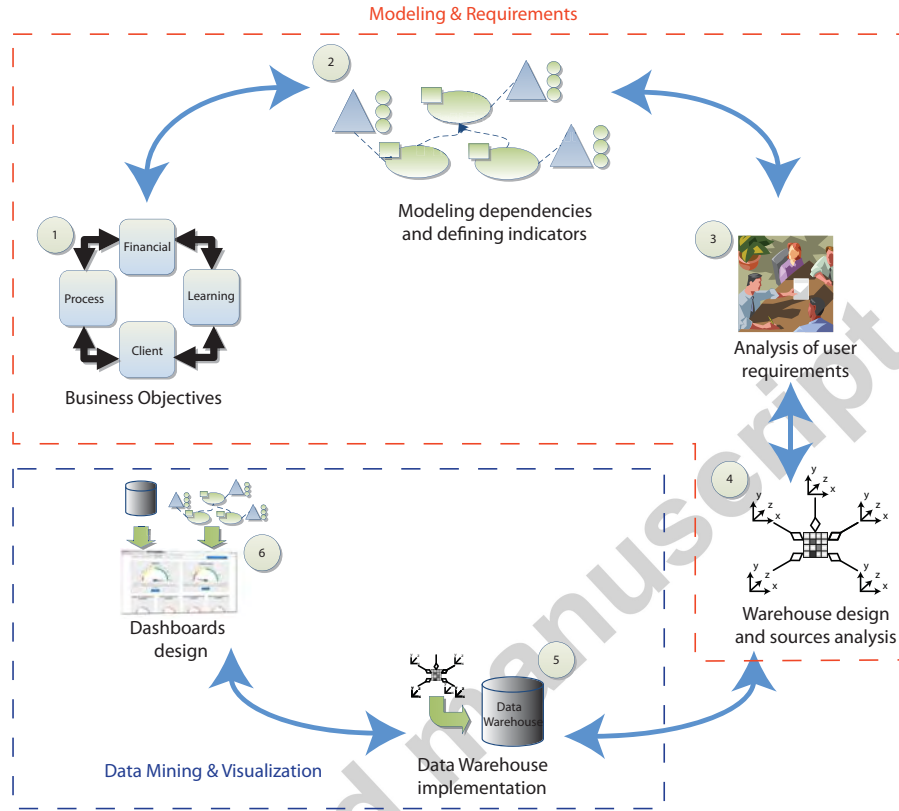 Modeling & Requirements
2
Modeling dependencies
and defining indicators
1
Financial
Process
Learning
Client
Business Objectives
3
Analysis of user
requirements
4
y
z
x
y
z
x
y
z
x
y
z
x
y
z
x
Warehouse design
and sources analysis
6
Dashboards
design
5
Data
Warehouse
Data Warehouse
implementation
Data Mining & Visualization
d manuscript